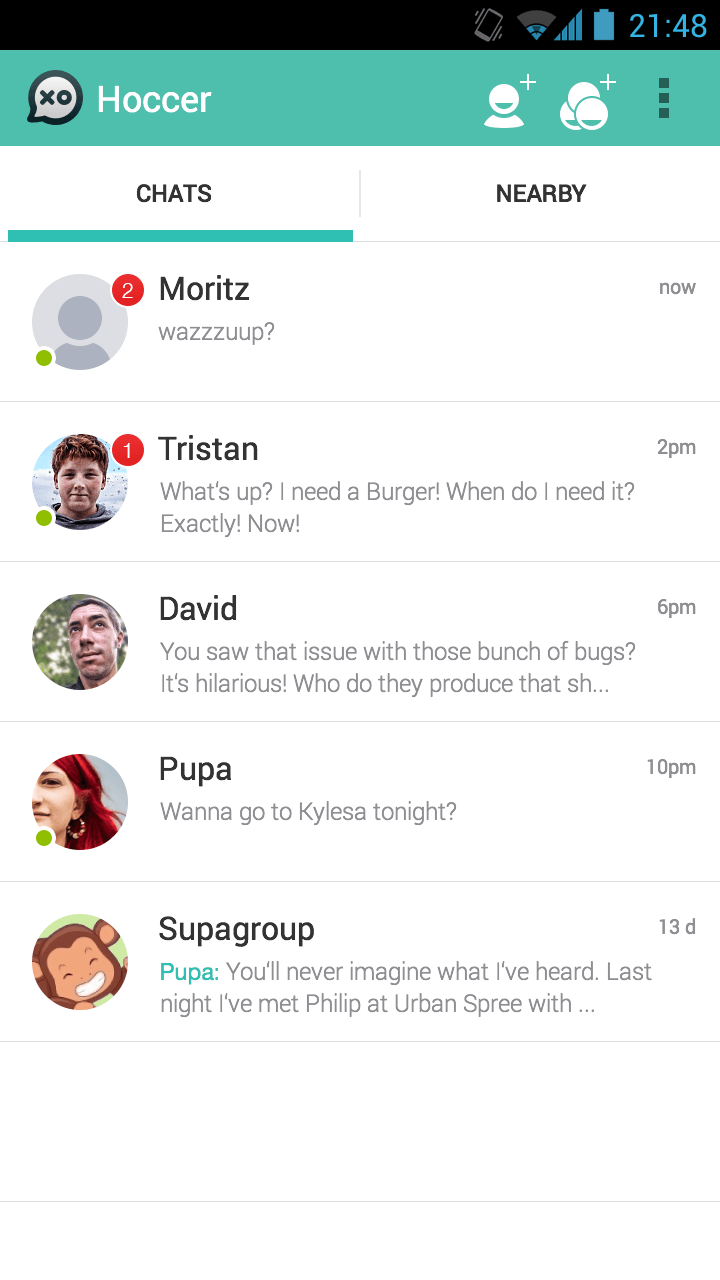 21:48
XO Hoccer
CHATS NEARBY
2 Moritz now
wazzzuup?
1 Tristan 2pm
What‘s up? I need a Burger! When do I need it?
Exactly! Now!
David 6pm
You saw that issue with those bunch of bugs?
It‘s hilarious! Who do they produce that sh...
Pupa 10pm
Wanna go to Kylesa tonight?
Supagroup 13 d
Pupa: You‘ll never imagine what I‘ve heard. Last
night I‘ve met Philip at Urban Spree with ...